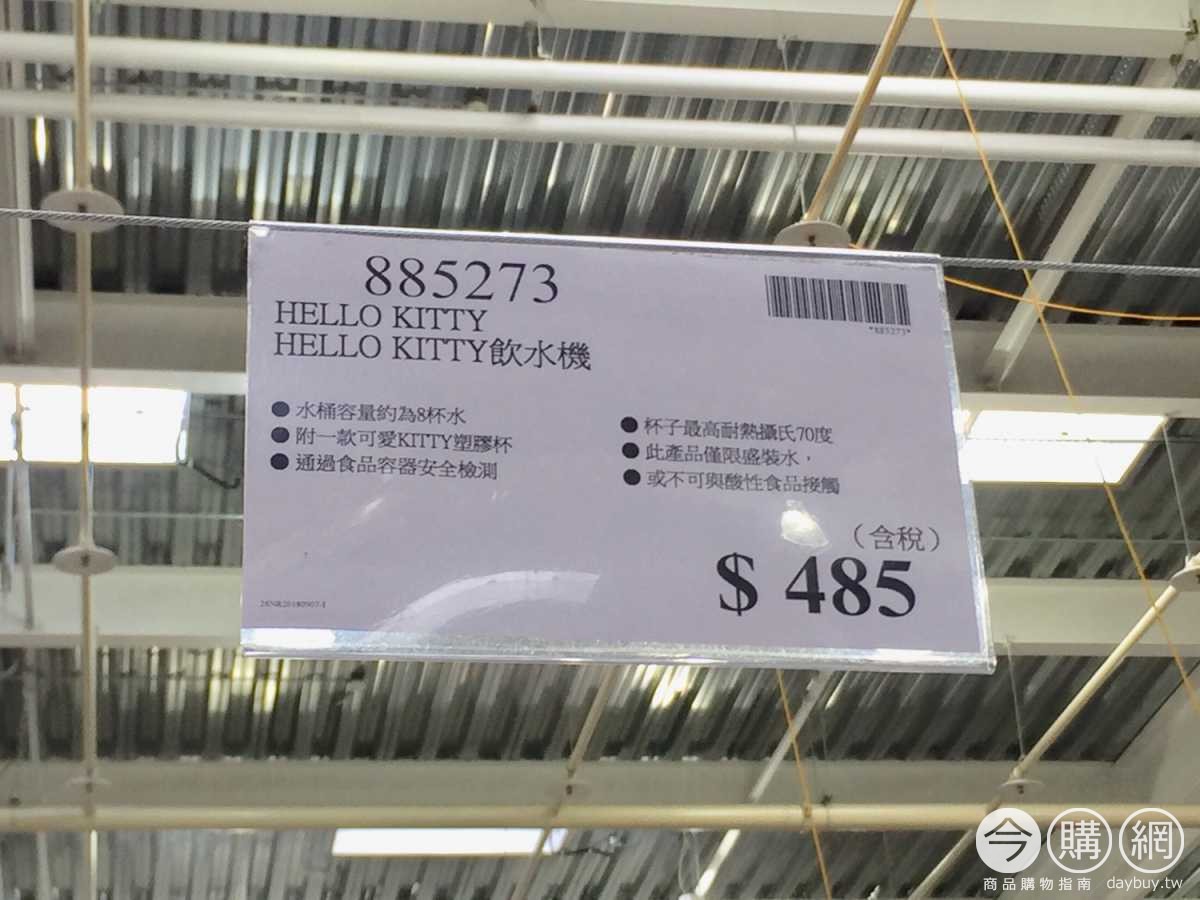 885273
HELLO KITTY
HELLO KITTY飲水機
*885273*
● 水桶容量約為8杯水
● 附一款可愛KITTY塑膠杯
● 通過食品容器安全檢測
● 杯子最高耐熱攝氏70度
● 此產品僅限盛裝水，
● 或不可與酸性食品接觸
（含稅）
$ 485
今購網
商品購物指南 daybuy.tw